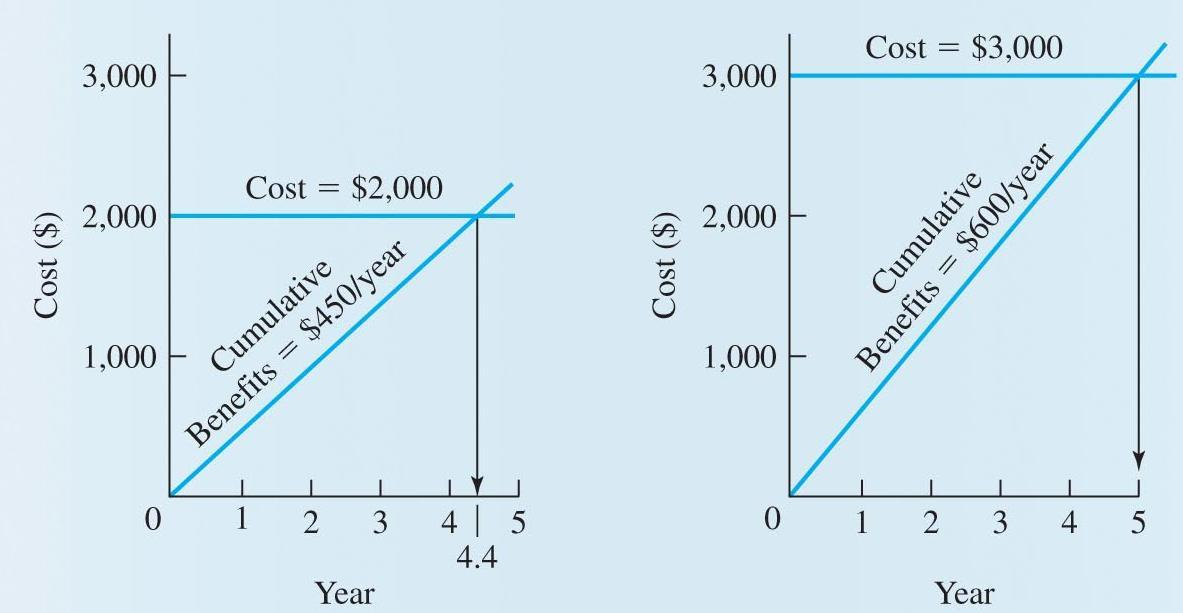 Cost = $2,000
Cumulative
Benefits = $450/year
Cost ($)
3,000
2,000
1,000
0 1 2 3 4 5
4.4
Year
Cost = $3,000
Cumulative
Benefits = $600/year
Cost ($)
3,000
2,000
1,000
0 1 2 3 4 5
Year